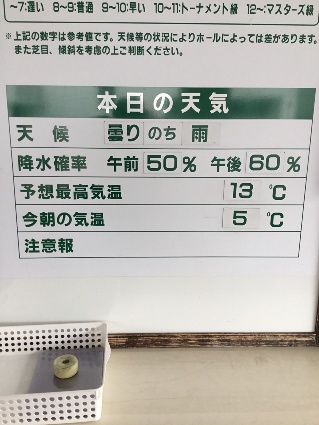 〜7:遅い 8〜9:普通 9〜10:早い 10〜11:トーナメント級 12〜:マスターズ級
*上記の数字は参考値です。天候等の状況によりホールによっては差があります。
また芝目、傾斜を考慮の上ご判断ください。
本日の天気
天候 曇り のち 雨
降水確率 午前 50% 午後 60%
予想最高気温 13 ℃
今朝の気温 5 ℃
注意報